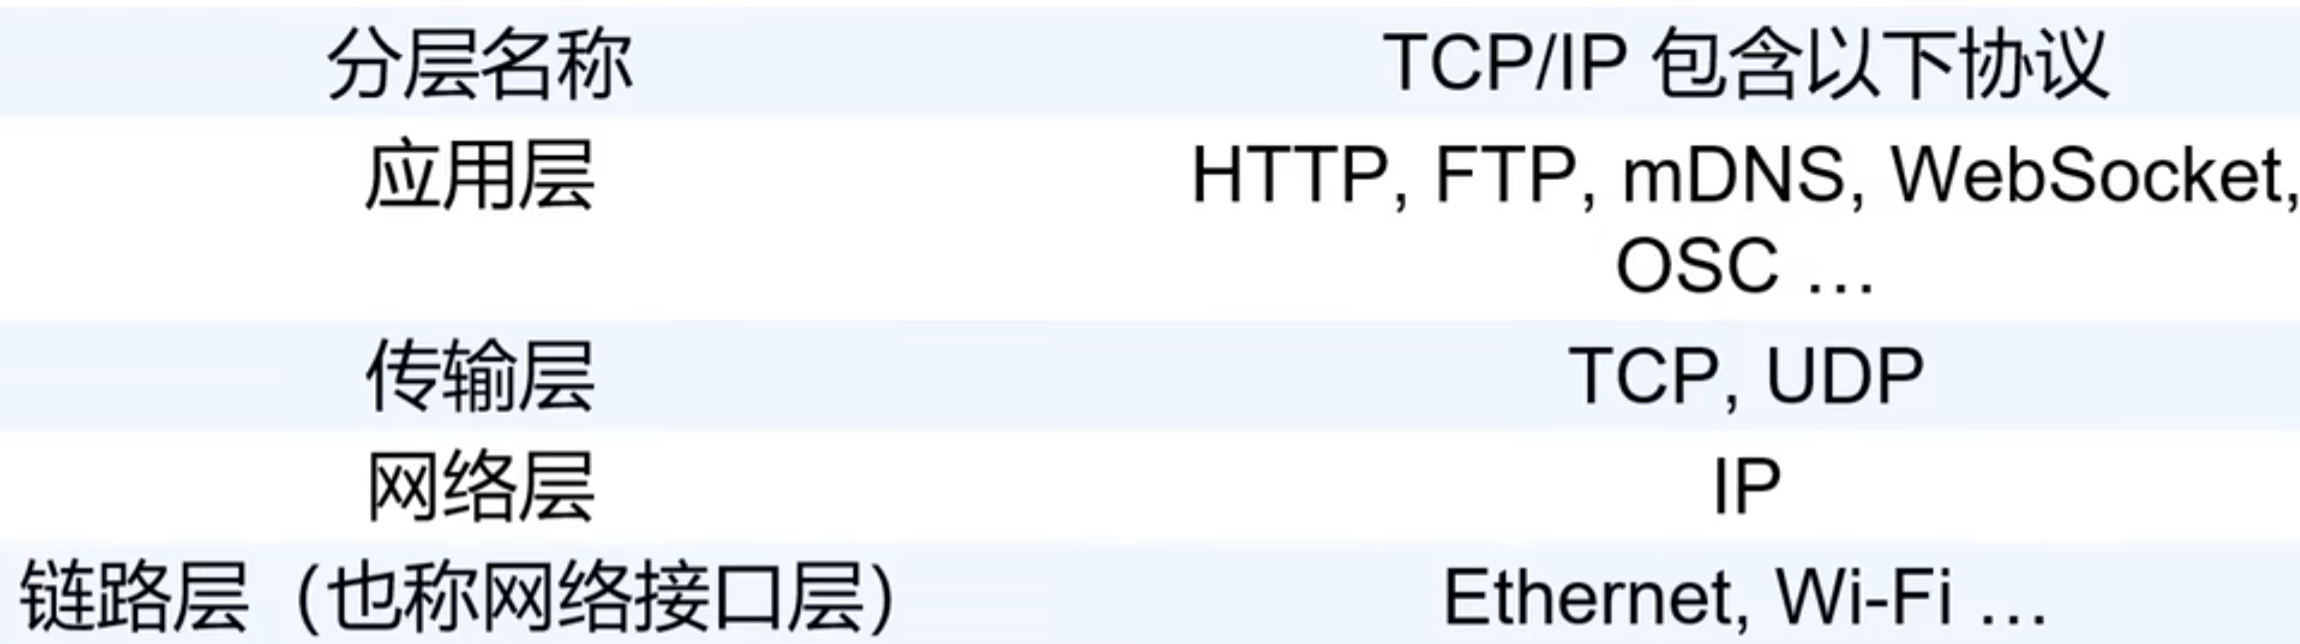 分层名称 TCP/IP 包含以下协议
应用层 HTTP, FTP, mDNS, WebSocket,
OSC …
传输层 TCP, UDP
网络层 IP
链路层（也称网络接口层） Ethernet, Wi-Fi …